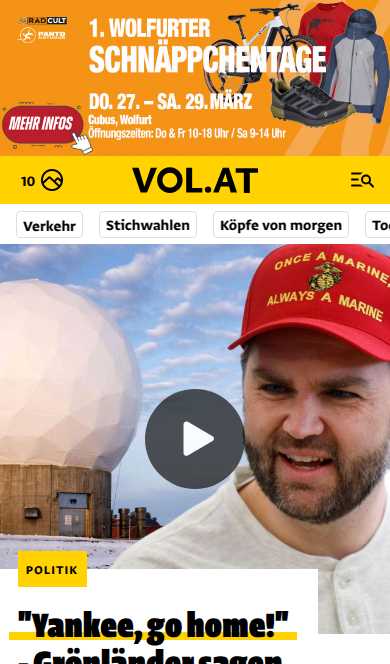 RADCULT
PANTO
1. WOLFURTER
SCHNÄPPCHENTAGE
DO. 27. – SA. 29. MÄRZ
MEHR INFOS
Cubus, Wolfurt
Öffnungszeiten: Do & Fr 10-18 Uhr / Sa 9-14 Uhr
10
VOL.AT
Verkehr
Stichwahlen
Köpfe von morgen
ONCE A MARINE,
ALWAYS A MARINE
POLITIK
"Yankee, go home!"
- Grönländer sagen